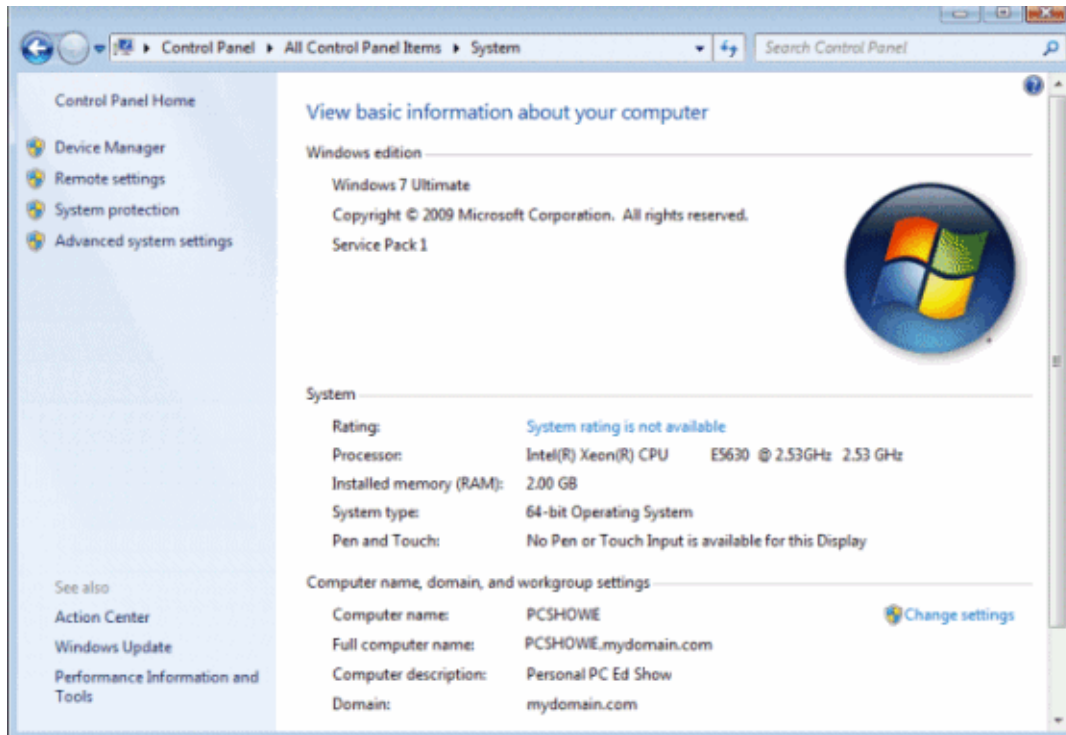 Control Panel ▸ All Control Panel Items ▸ System
Search Control Panel
Control Panel Home
Device Manager
Remote settings
System protection
Advanced system settings
See also
Action Center
Windows Update
Performance Information and
Tools
View basic information about your computer
Windows edition
Windows 7 Ultimate
Copyright © 2009 Microsoft Corporation. All rights reserved.
Service Pack 1
System
Rating: System rating is not available
Processor: Intel(R) Xeon(R) CPU E5630 @ 2.53GHz 2.53 GHz
Installed memory (RAM): 2.00 GB
System type: 64-bit Operating System
Pen and Touch: No Pen or Touch Input is available for this Display
Computer name, domain, and workgroup settings
Computer name: PCSHOWE
Change settings
Full computer name: PCSHOWE.mydomain.com
Computer description: Personal PC Ed Show
Domain: mydomain.com